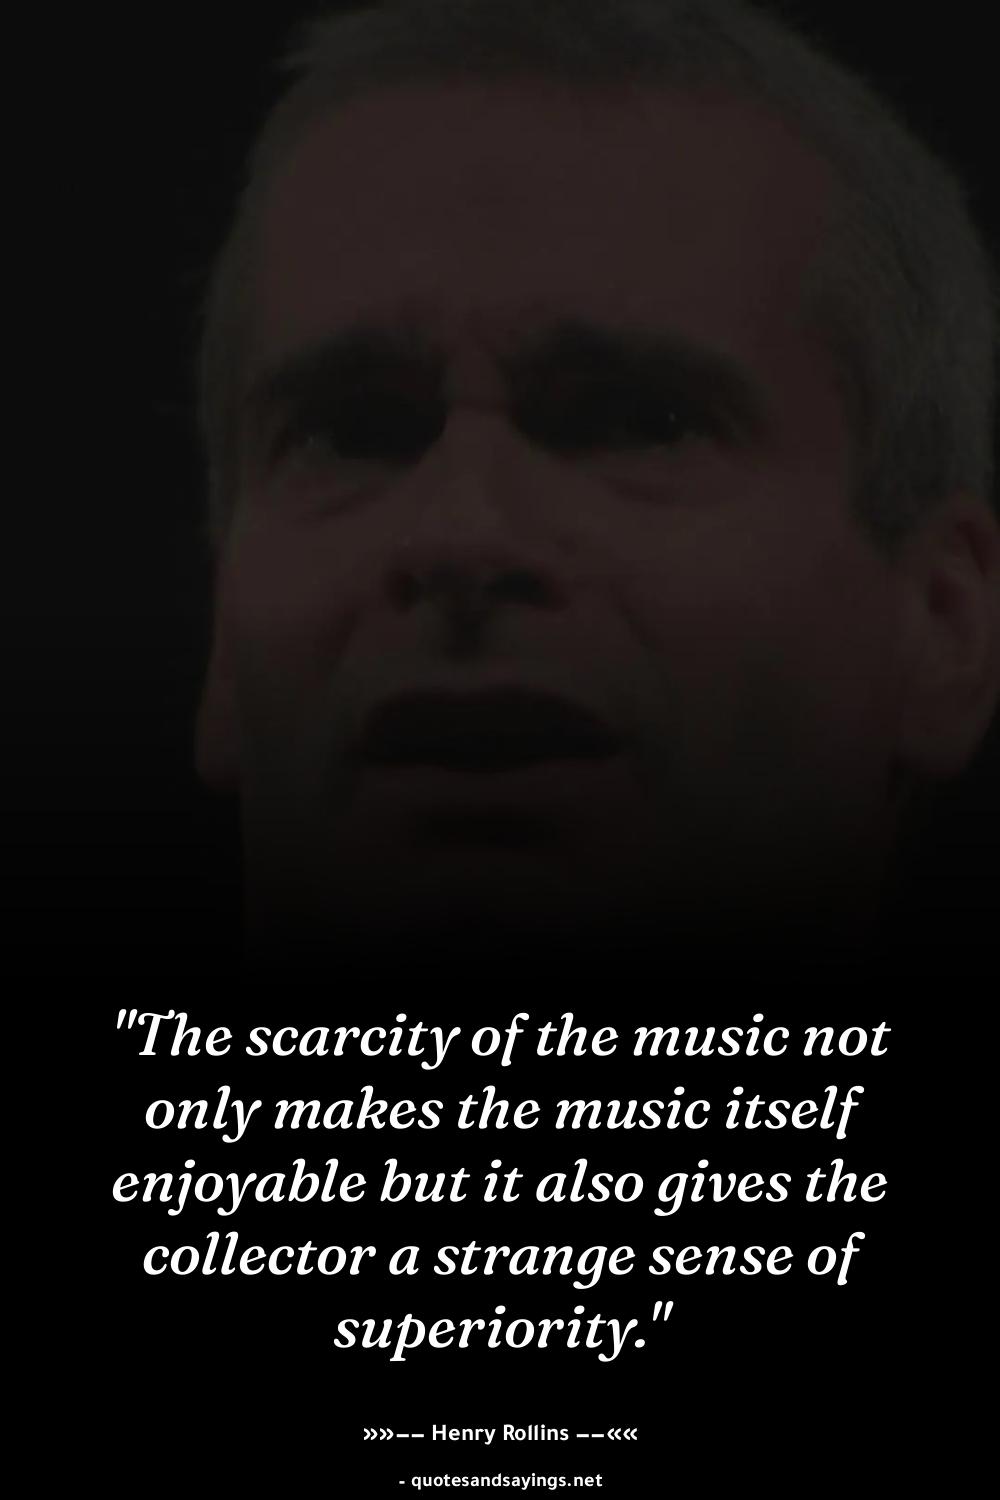 "The scarcity of the music not
only makes the music itself
enjoyable but it also gives the
collector a strange sense of
superiority."
»»−− Henry Rollins −−««
- quotesandsayings.net